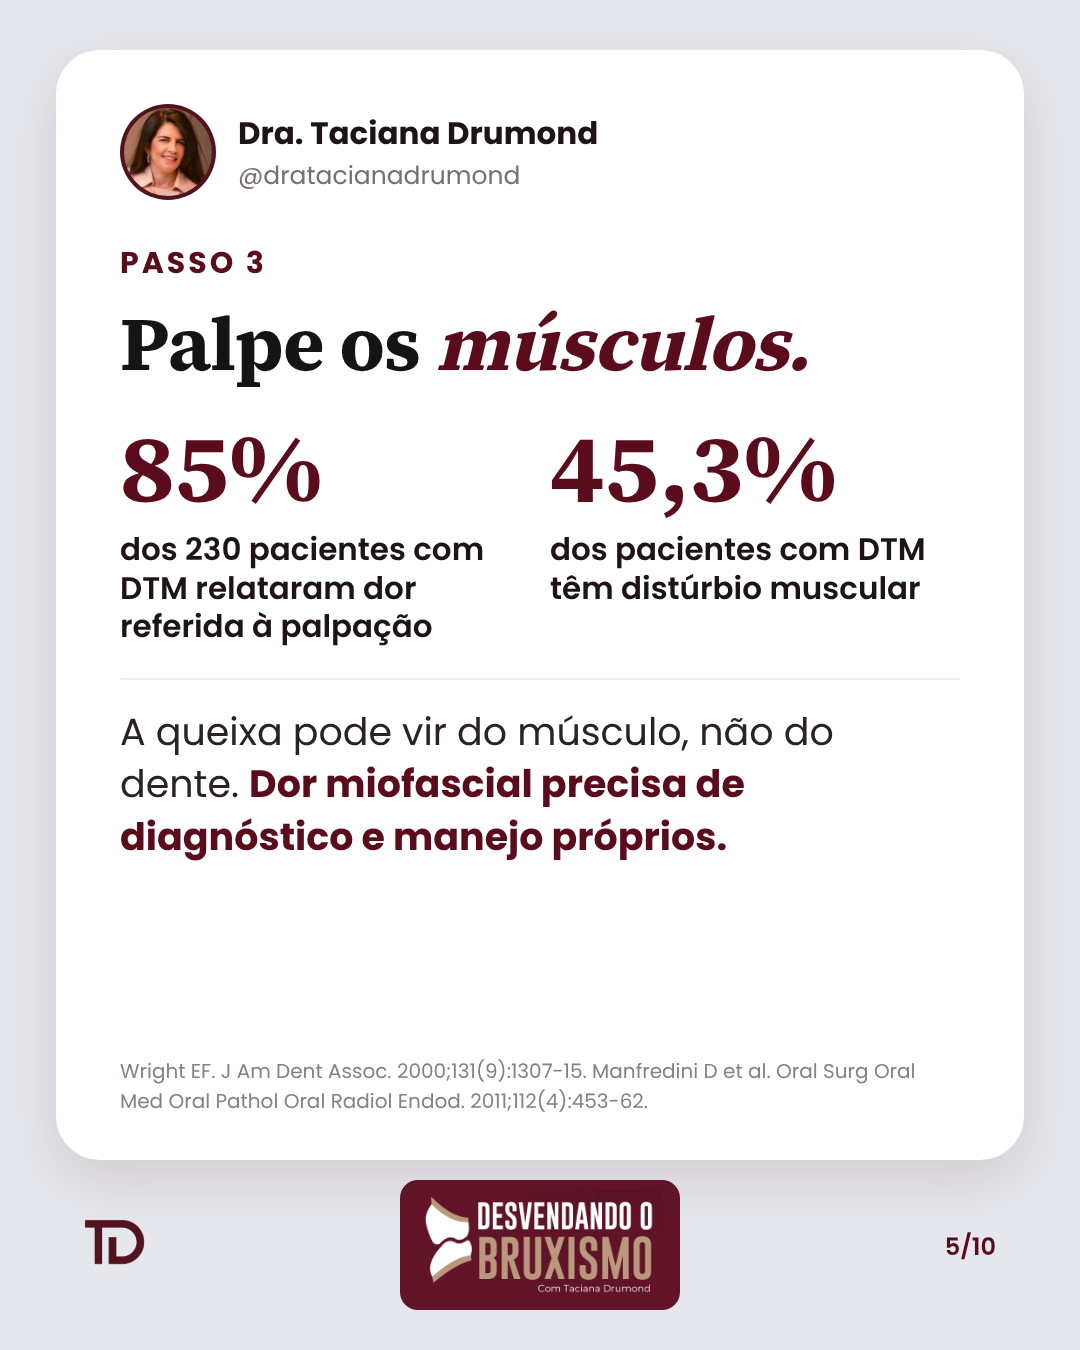 Dra. Taciana Drumond
@dratacianadrumond
PASSO 3
Palpe os músculos.
85%
dos 230 pacientes com
DTM relataram dor
referida à palpação
45,3%
dos pacientes com DTM
têm distúrbio muscular
A queixa pode vir do músculo, não do
dente. Dor miofascial precisa de
diagnóstico e manejo próprios.
Wright EF. J Am Dent Assoc. 2000;131(9):1307-15. Manfredini D et al. Oral Surg Oral
Med Oral Pathol Oral Radiol Endod. 2011;112(4):453-62.
TD
DESVENDANDO O
BRUXISMO
Com Taciana Drumond
5/10